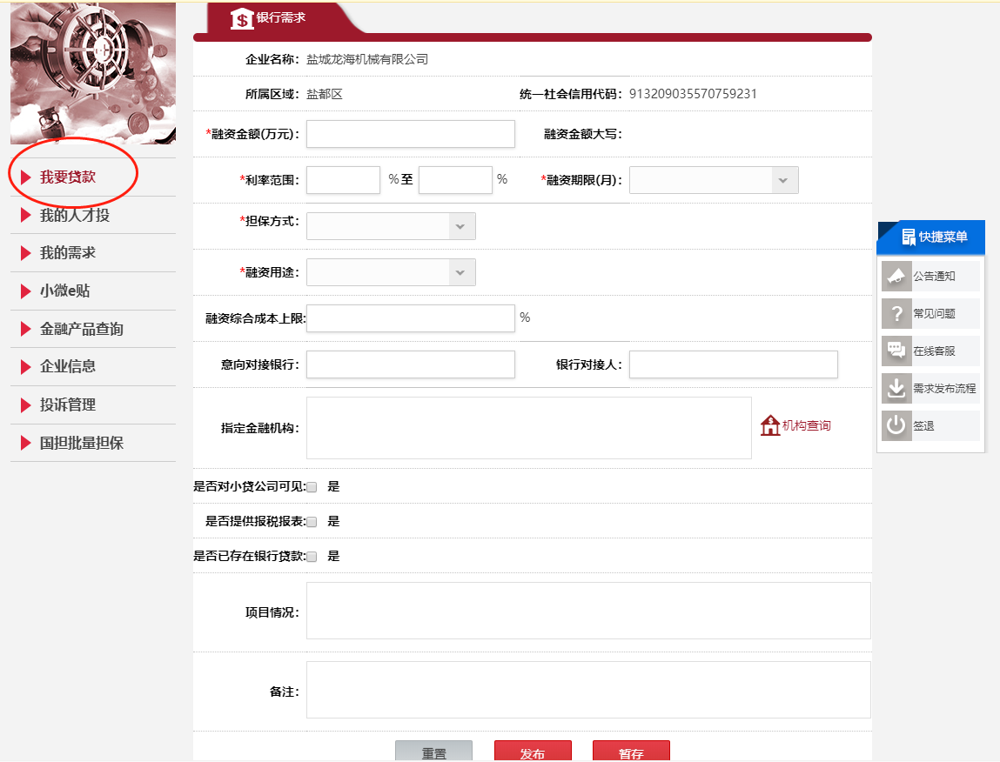 银行需求
企业名称： 盐城龙海机械有限公司
所属区域： 盐都区 统一社会信用代码： 913209035570759231
*融资金额(万元)： 融资金额大写：
*利率范围： %至 % *融资期限(月)：
*担保方式：
*融资用途：
融资综合成本上限: %
意向对接银行： 银行对接人：
指定金融机构： 机构查询
是否对小贷公司可见: 是
是否提供报税报表: 是
是否已存在银行贷款: 是
项目情况：
备注：
重置 发布 暂存
我要贷款
我的人才投
我的需求
小微e贴
金融产品查询
企业信息
投诉管理
国担批量担保
快捷菜单
公告通知
常见问题
在线客服
需求发布流程
签退